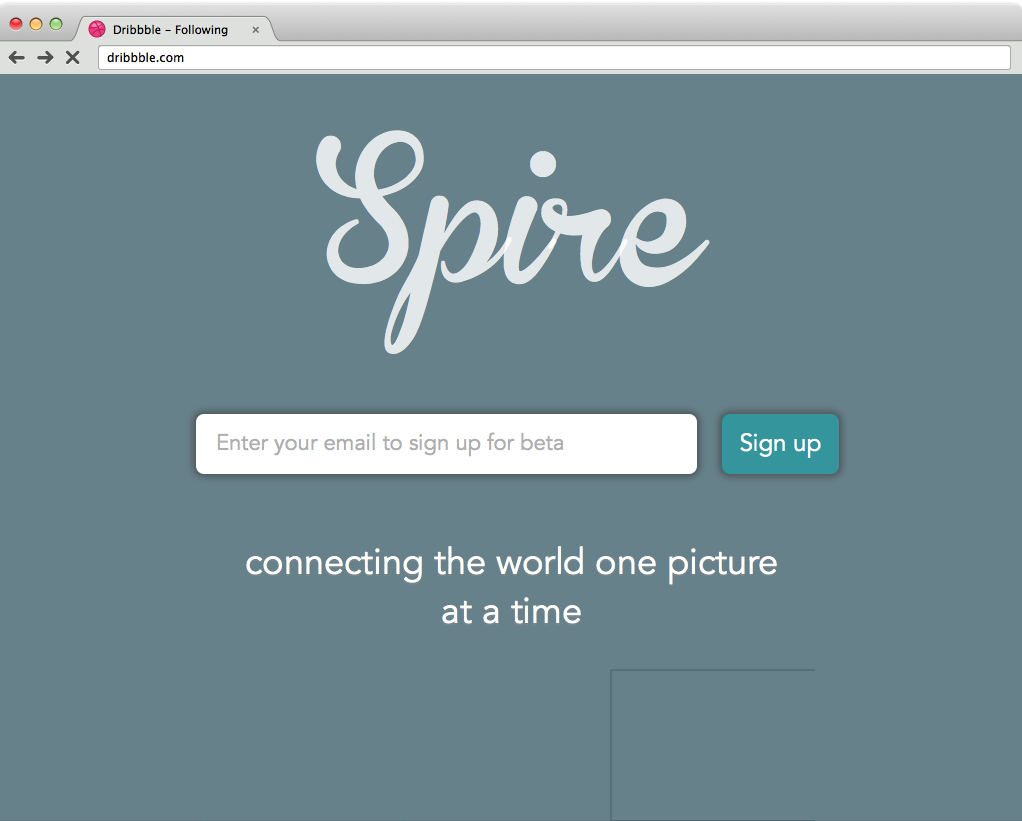 Dribbble – Following
dribbble.com
Spire
Enter your email to sign up for beta
Sign up
connecting the world one picture
at a time